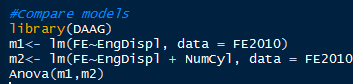 #Compare models
library(DAAG)
m1<- lm(FE~EngDispl, data = FE2010)
m2<- lm(FE~EngDispl + NumCyl, data = FE2010
Anova(m1,m2)